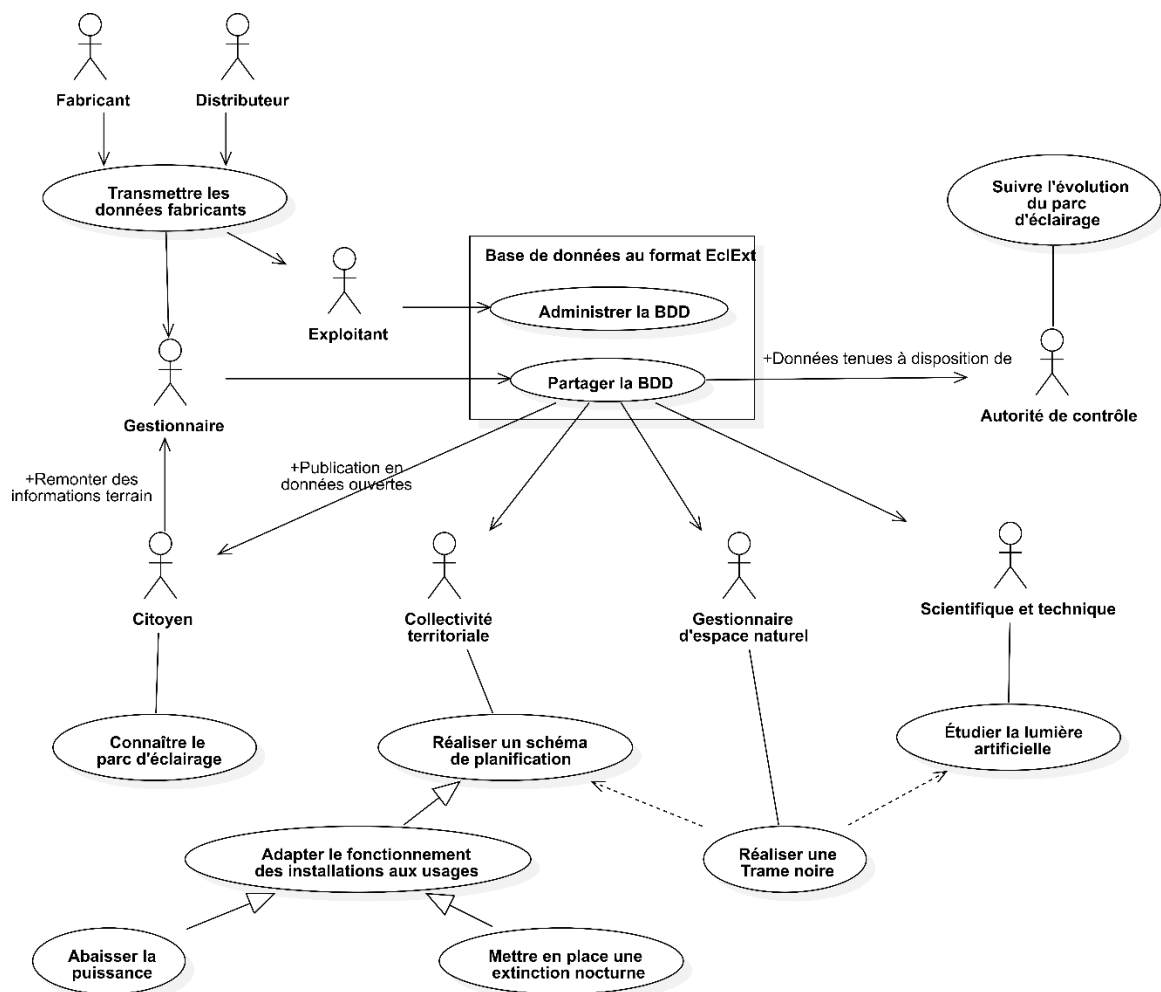 Fabricant
Distributeur
Transmettre les
données fabricants
Suivre l'évolution
du parc
d'éclairage
Base de données au format EclExt
Administrer la BDD
Exploitant
+Données tenues à disposition de
Partager la BDD
Autorité de contrôle
Gestionnaire
+Remonter des
informations terrain
+Publication en
données ouvertes
Citoyen
Collectivité
territoriale
Gestionnaire
d'espace naturel
Scientifique et technique
Connaître le
parc d'éclairage
Réaliser un schéma
de planification
Étudier la lumière
artificielle
Adapter le fonctionnement
des installations aux usages
Réaliser une
Trame noire
Abaisser la
puissance
Mettre en place une
extinction nocturne